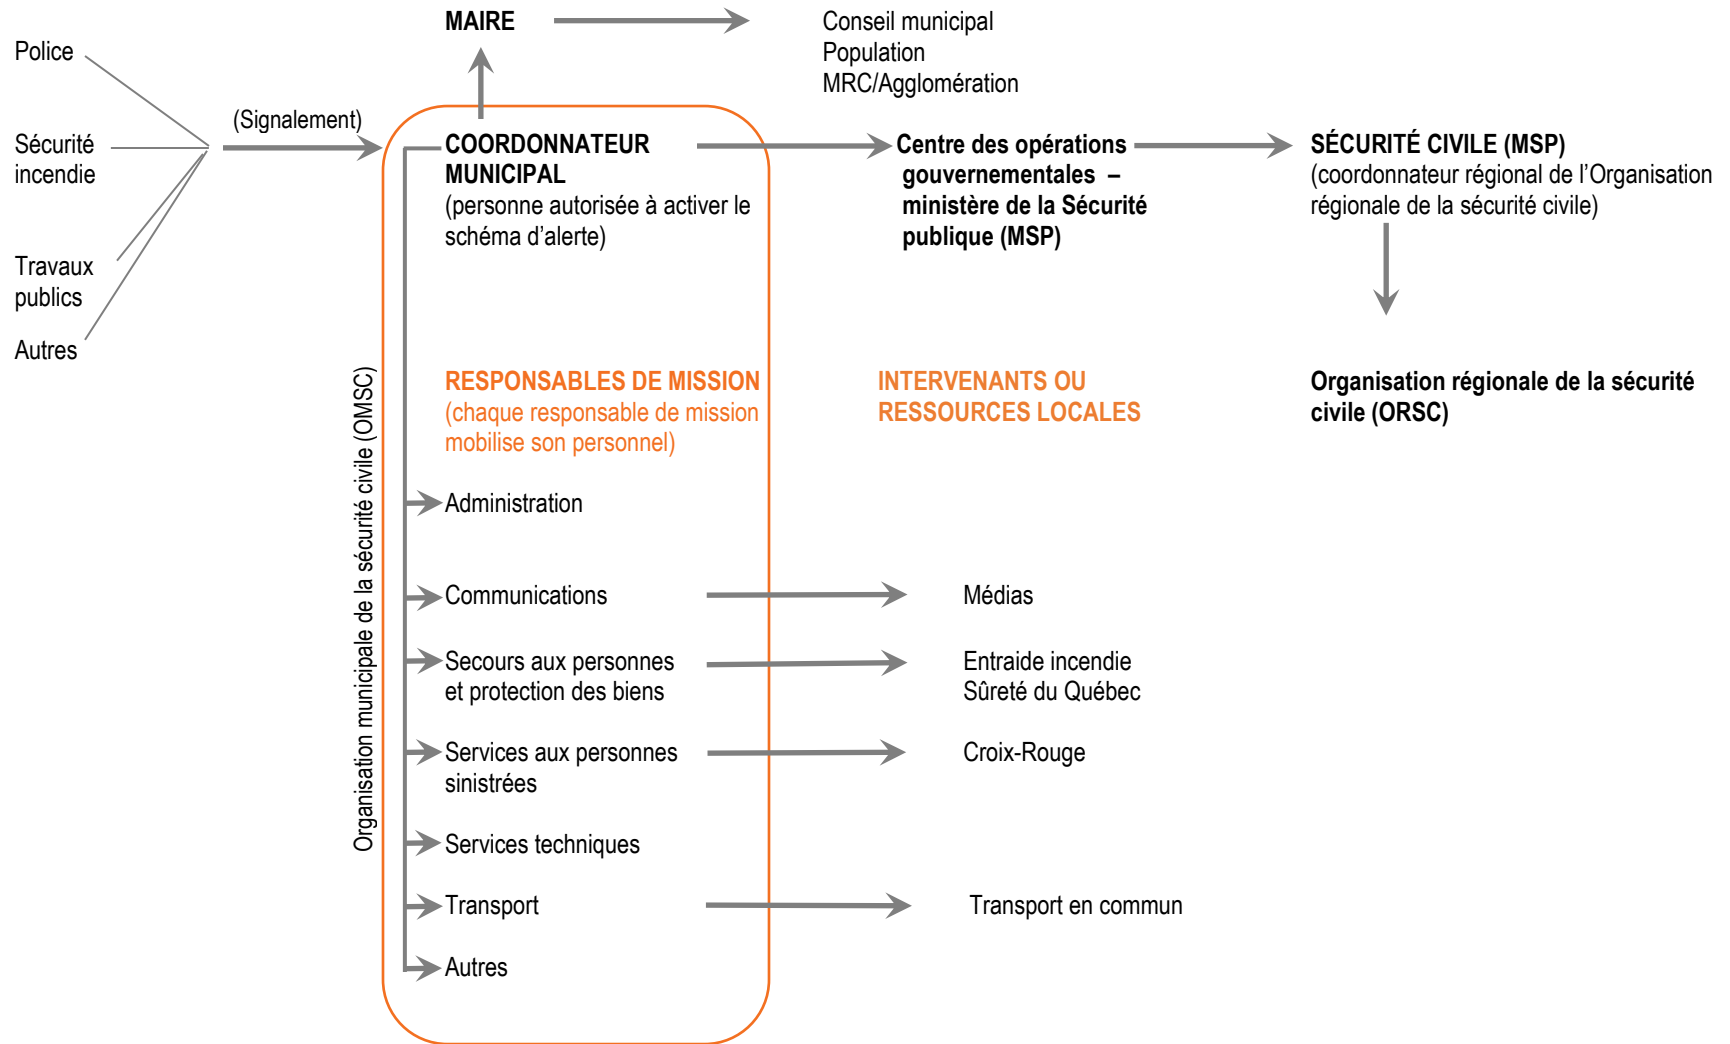 MAIRE
Conseil municipal
Population
MRC/Agglomération
Police
Sécurité
incendie
Travaux
publics
Autres
(Signalement)
COORDONNATEUR
MUNICIPAL
(personne autorisée à activer le
schéma d’alerte)
Centre des opérations
gouvernementales –
ministère de la Sécurité
publique (MSP)
SÉCURITÉ CIVILE (MSP)
(coordonnateur régional de l’Organisation
régionale de la sécurité civile)
Organisation municipale de la sécurité civile (OMSC)
RESPONSABLES DE MISSION
(chaque responsable de mission
mobilise son personnel)
INTERVENANTS OU
RESSOURCES LOCALES
Organisation régionale de la sécurité
civile (ORSC)
Administration
Communications
Médias
Secours aux personnes
et protection des biens
Entraide incendie
Sûreté du Québec
Services aux personnes
sinistrées
Croix-Rouge
Services techniques
Transport
Transport en commun
Autres